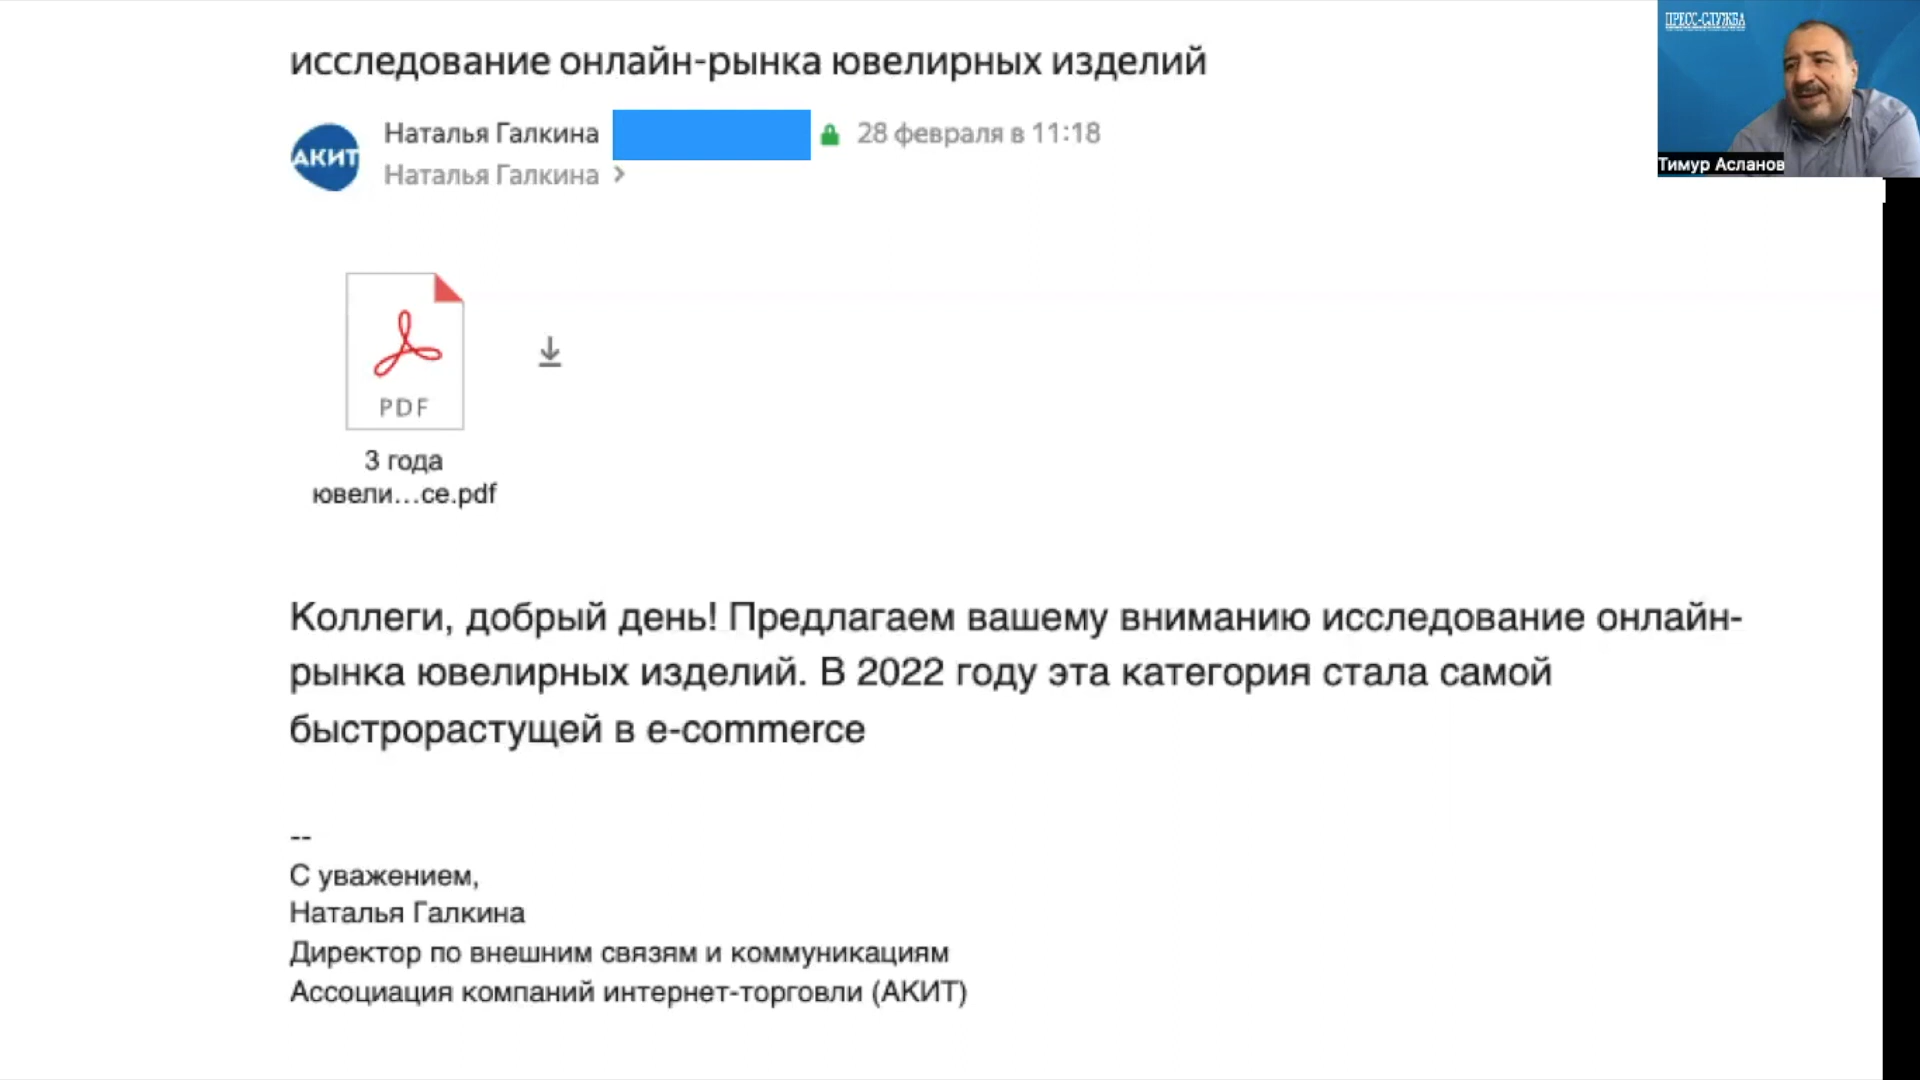 исследование онлайн-рынка ювелирных изделий
ПРЕСС-СЛУЖБА
Наталья Галкина 28 февраля в 11:18
АКИТ
Наталья Галкина >
Тимур Асланов
PDF
3 года
ювели...се.pdf
Коллеги, добрый день! Предлагаем вашему вниманию исследование онлайн-
рынка ювелирных изделий. В 2022 году эта категория стала самой
быстрорастущей в e-commerce
--
С уважением,
Наталья Галкина
Директор по внешним связям и коммуникациям
Ассоциация компаний интернет-торговли (АКИТ)